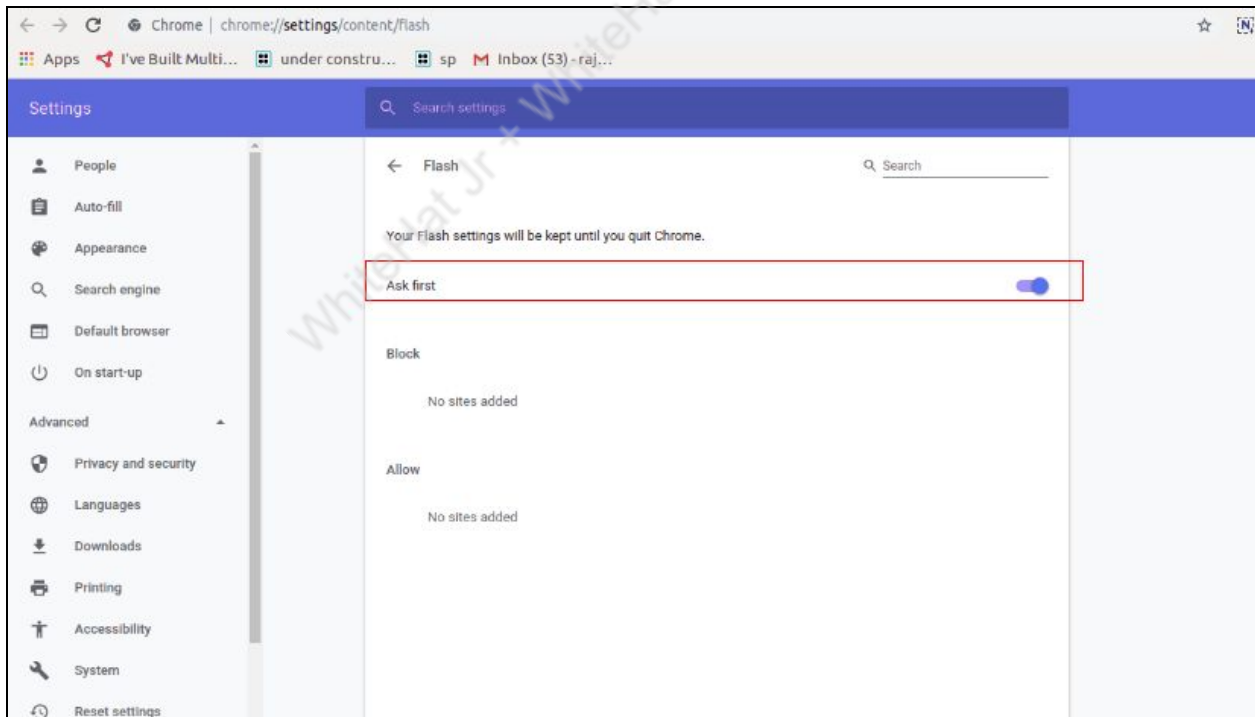 Chrome | chrome://settings/content/flash
Apps I've Built Multi... under constru... sp Inbox (53) - raj...
Settings
Search settings
People
Auto-fill
Appearance
Search engine
Default browser
On start-up
Advanced
Privacy and security
Languages
Downloads
Printing
Accessibility
System
Reset settings
Flash
Search
Your Flash settings will be kept until you quit Chrome.
Ask first
Block
No sites added
Allow
No sites added
WhiteHat Jr + WhiteHat
N